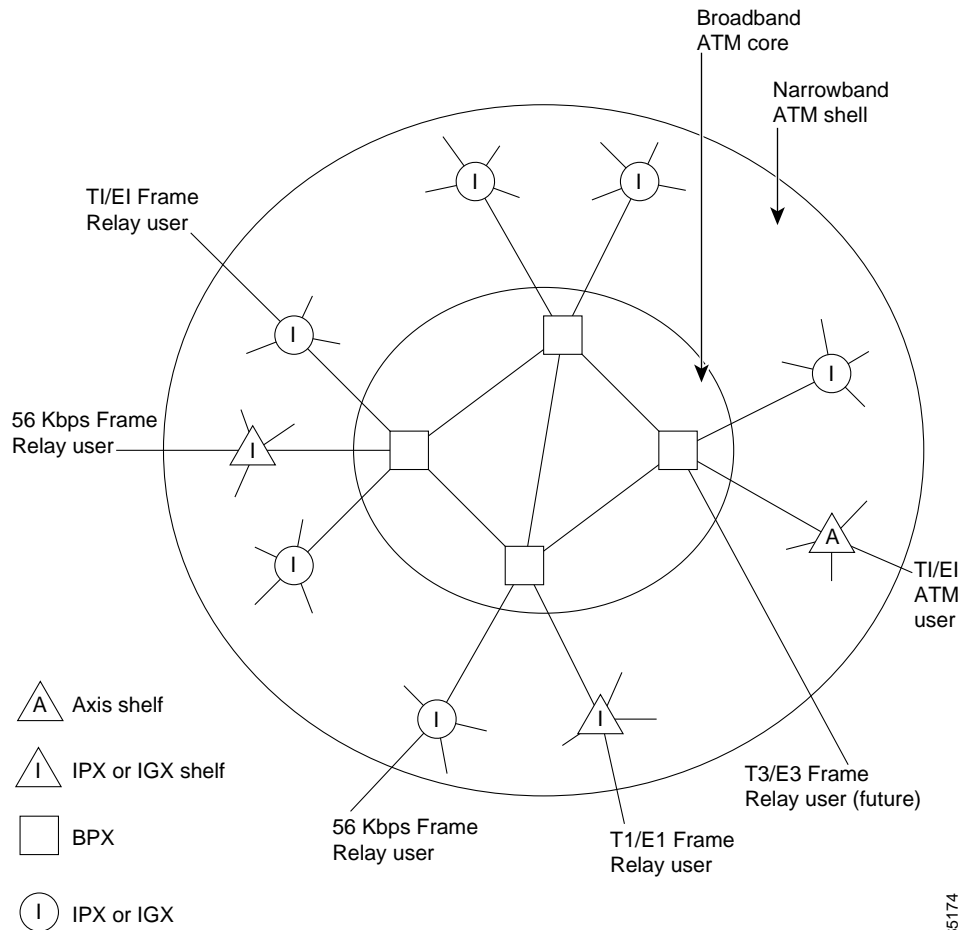 Broadband
ATM core
Narrowband
ATM shell
TI/EI Frame
Relay user
I
I
I
I
56 Kbps Frame
Relay user
I
A
I
TI/EI
ATM
user
I
I
A Axis shelf
I IPX or IGX shelf
BPX
I IPX or IGX
T3/E3 Frame
Relay user (future)
56 Kbps Frame
Relay user
T1/E1 Frame
Relay user